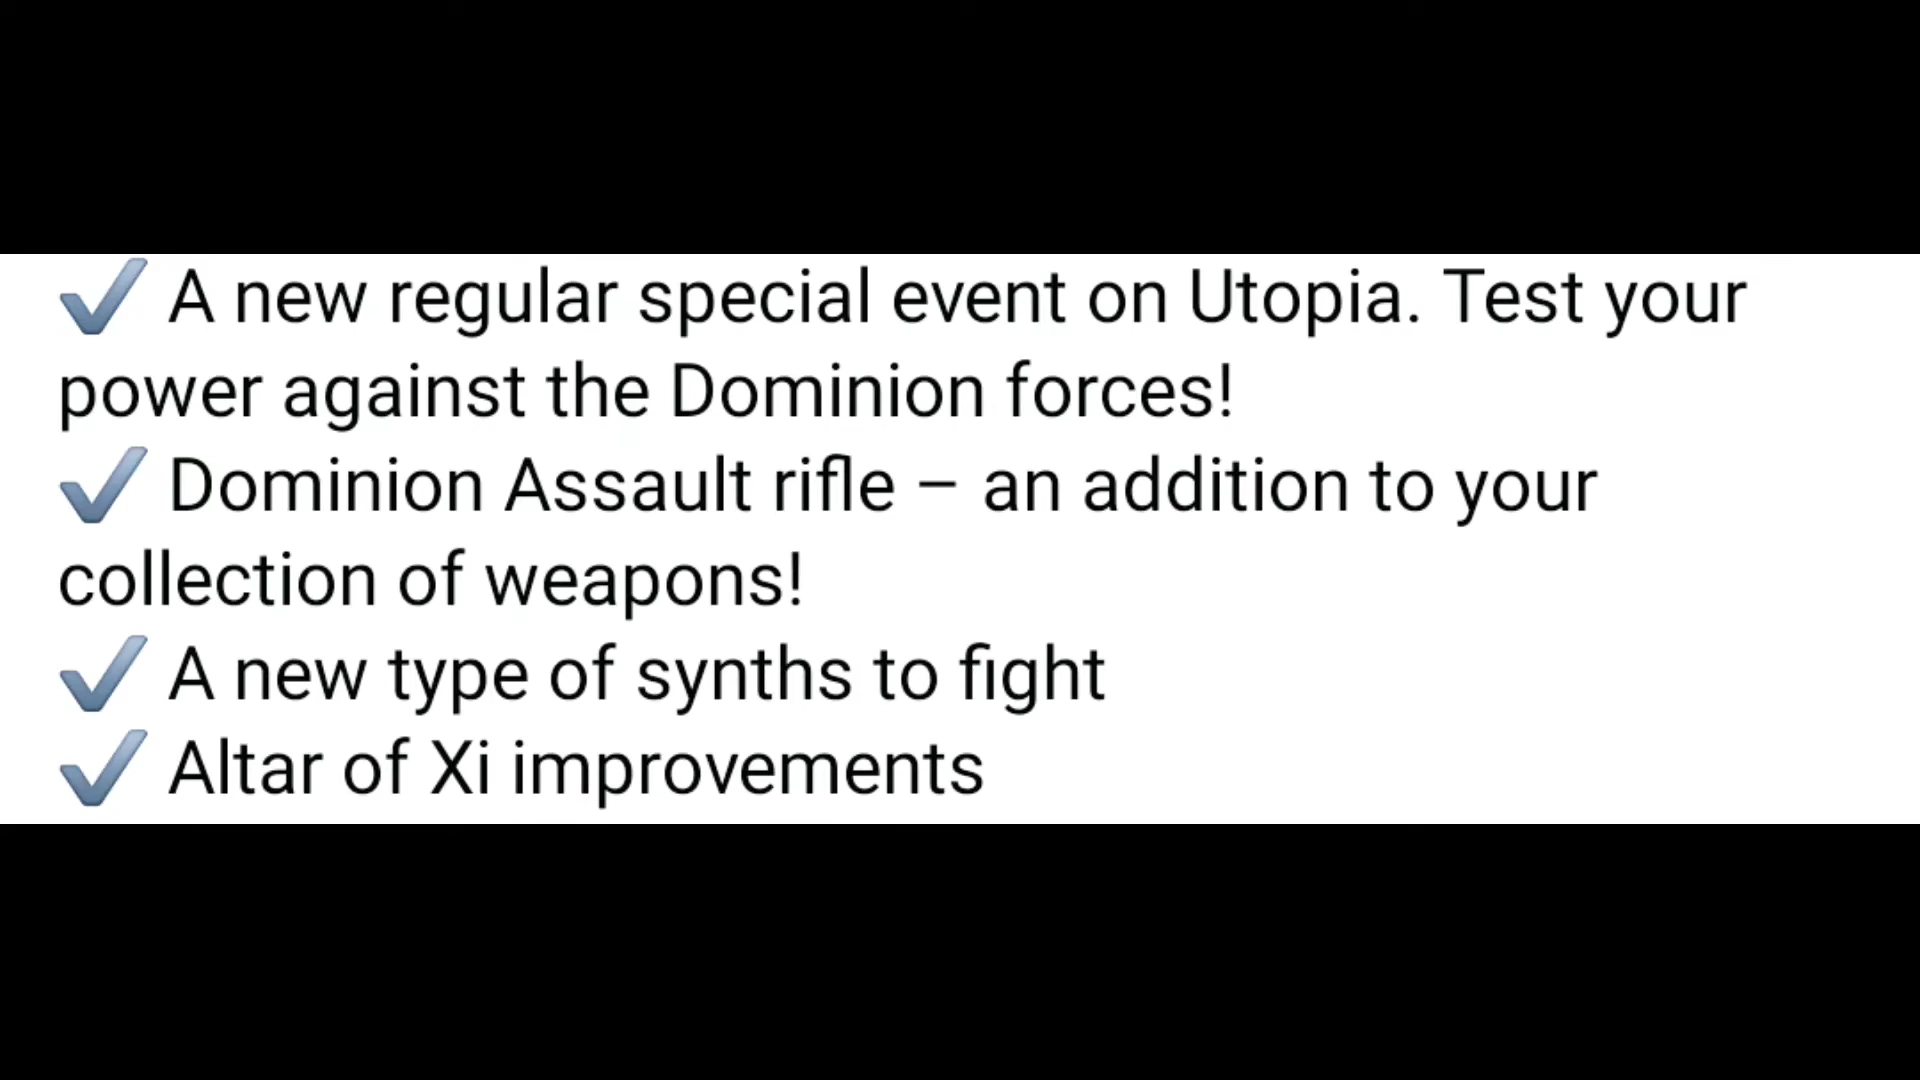 ✔ A new regular special event on Utopia. Test your
power against the Dominion forces!
✔ Dominion Assault rifle – an addition to your
collection of weapons!
✔ A new type of synths to fight
✔ Altar of Xi improvements